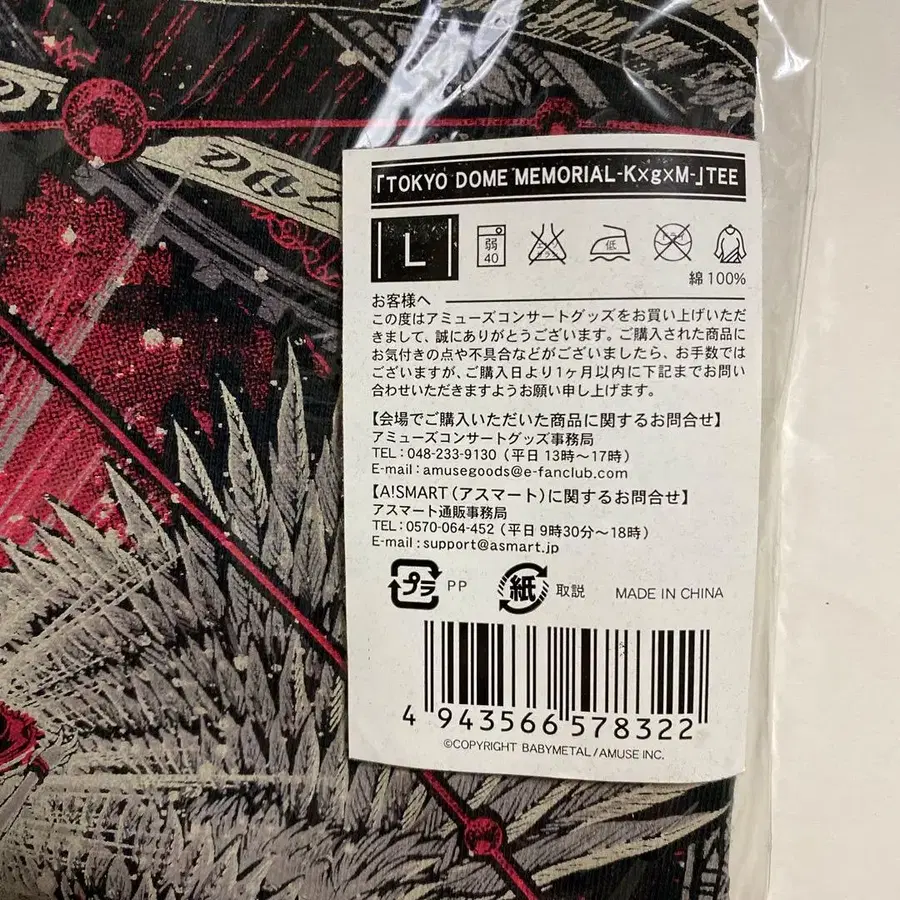 「TOKYO DOME MEMORIAL-K×g×M-」TEE
L
弱
40
エンソ
サラシ
低
ドライ
綿 100%
お客様へ
この度はアミューズコンサートグッズをお買い上げいただ
きまして、誠にありがとうございます。ご購入された商品に
お気付きの点や不具合などがございましたら、お手数では
ございますが、ご購入日より1ヶ月以内に下記までお問い
合わせいただきますようお願い申し上げます。
【会場でご購入いただいた商品に関するお問合せ】
アミューズコンサートグッズ事務局
TEL：048-233-9130（平日 13時〜17時）
E-mail：amusegoods@e-fanclub.com
【A!SMART（アスマート）に関するお問合せ】
アスマート通販事務局
TEL：0570-064-452（平日 9時30分〜18時）
E-mail：support@asmart.jp
プラ PP 紙 取説 MADE IN CHINA
4 943566 578322
©COPYRIGHT BABYMETAL/AMUSE INC.